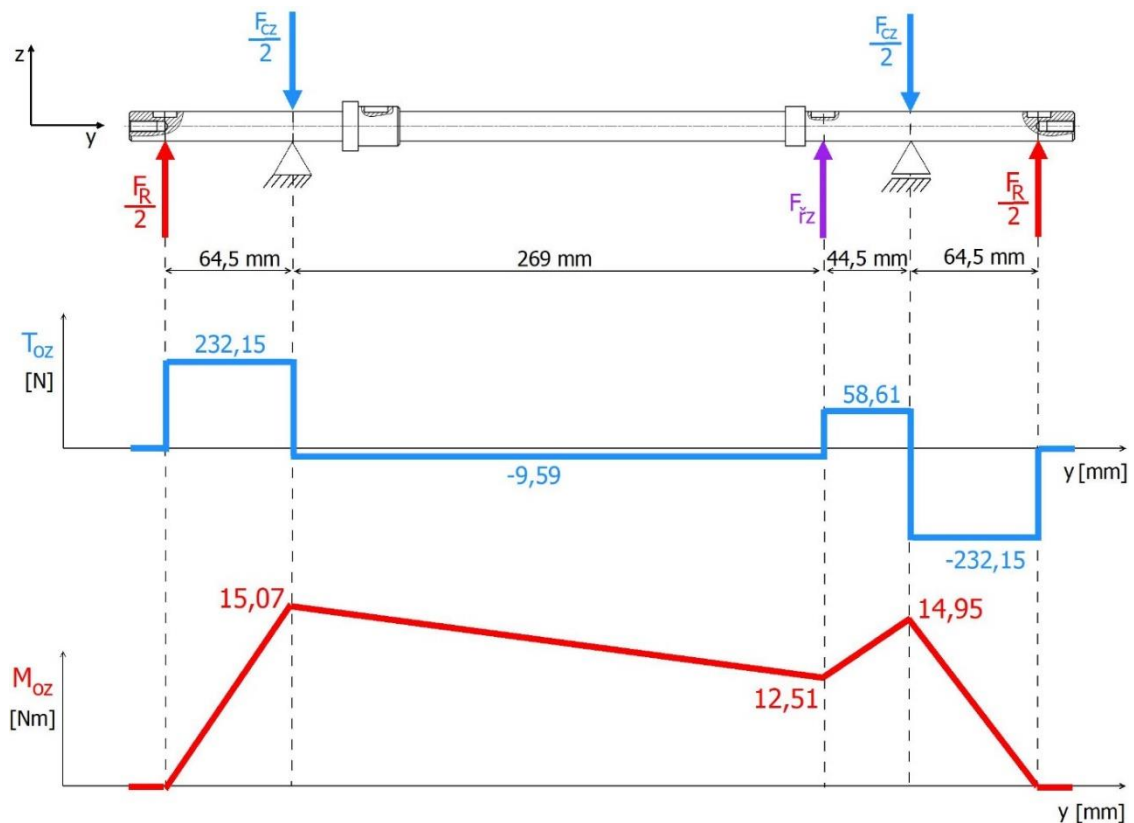 z
y
F_cz/2
F_cz/2
F_R/2
F_řz
F_R/2
64,5 mm
269 mm
44,5 mm
64,5 mm
T_oz
[N]
232,15
-9,59
58,61
-232,15
y [mm]
M_oz
[Nm]
15,07
12,51
14,95
y [mm]